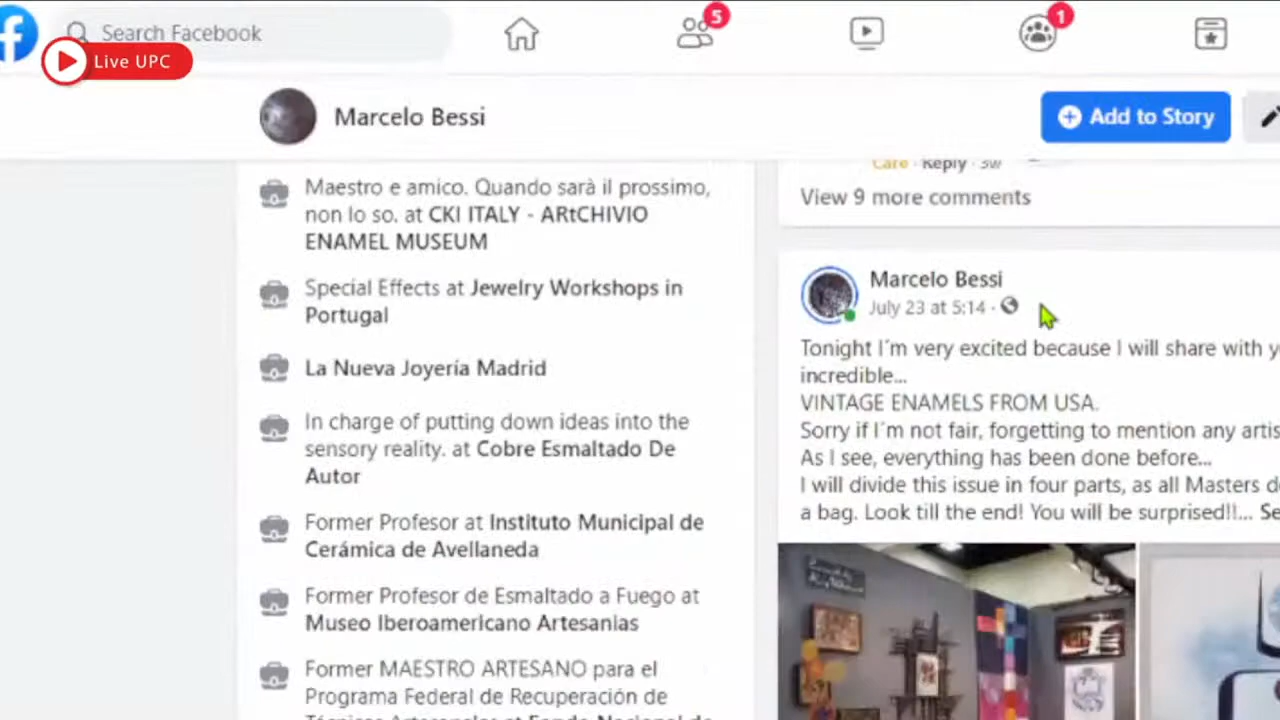 Search Facebook
5
1
Live UPC
Marcelo Bessi
Add to Story
Maestro e amico. Quando sarà il prossimo,
non lo so. at CKI ITALY - ARtCHIVIO
ENAMEL MUSEUM
Special Effects at Jewelry Workshops in
Portugal
La Nueva Joyería Madrid
In charge of putting down ideas into the
sensory reality. at Cobre Esmaltado De
Autor
Former Profesor at Instituto Municipal de
Cerámica de Avellaneda
Former Profesor de Esmaltado a Fuego at
Museo Iberoamericano Artesanias
Former MAESTRO ARTESANO para el
Programa Federal de Recuperación de
Care · Reply · 3w
View 9 more comments
Marcelo Bessi
July 23 at 5:14 ·
Tonight I´m very excited because I will share with
incredible...
VINTAGE ENAMELS FROM USA.
Sorry if I´m not fair, forgetting to mention any
As I see, everything has been done before...
I will divide this issue in four parts, as all Masters
a bag. Look till the end! You will be surprised!!...